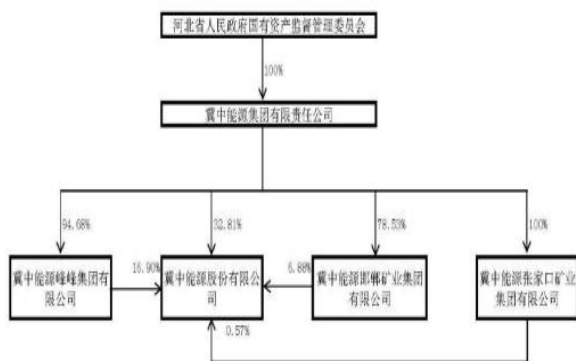 河北省人民政府国有资产监督管理委员会
100%
冀中能源集团有限责任公司
94.68%
32.81%
78.53%
100%
冀中能源峰峰集团有
限公司
16.90%
冀中能源股份有限公
司
6.88%
冀中能源邯郸矿业集团
有限公司
冀中能源张家口矿业
集团有限公司
0.57%